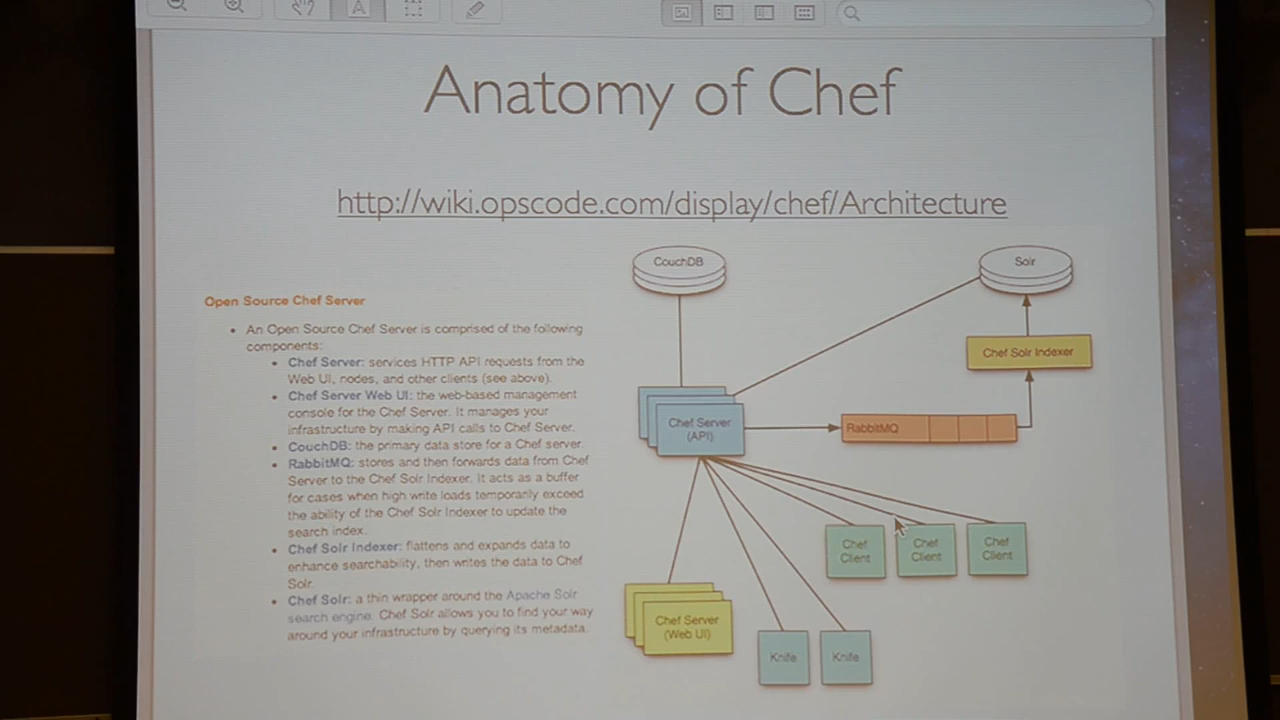 Anatomy of Chef
http://wiki.opscode.com/display/chef/Architecture
Open Source Chef Server
• An Open Source Chef Server is comprised of the following
components:
• Chef Server: services HTTP API requests from the
Web UI, nodes, and other clients (see above).
• Chef Server Web UI: the web-based management
console for the Chef Server. It manages your
infrastructure by making API calls to Chef Server.
• CouchDB: the primary data store for a Chef server.
• RabbitMQ: stores and then forwards data from Chef
Server to the Chef Solr Indexer. It acts as a buffer
for cases when high write loads temporarily exceed
the ability of the Chef Solr Indexer to update the
search index.
• Chef Solr Indexer: flattens and expands data to
enhance searchability, then writes the data to Chef
Solr.
• Chef Solr: a thin wrapper around the Apache Solr
search engine. Chef Solr allows you to find your way
around your infrastructure by querying its metadata.
CouchDB
Solr
Chef Solr Indexer
Chef Server
(API)
RabbitMQ
Chef
Client
Chef
Client
Chef
Client
Chef Server
(Web UI)
Knife
Knife